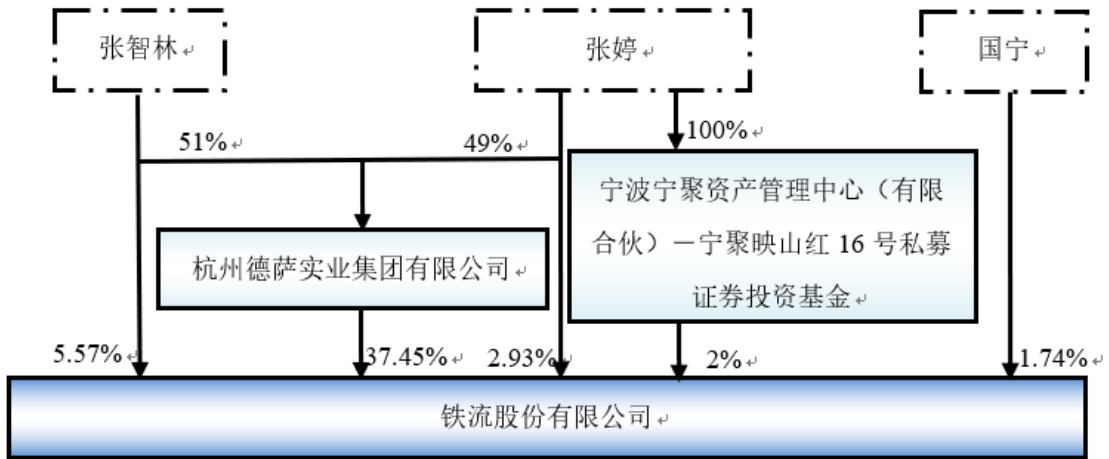 张智林
张婷
国宁
51%
49%
100%
宁波宁聚资产管理中心（有限
合伙）－宁聚映山红 16 号私募
证券投资基金
杭州德萨实业集团有限公司
5.57%
37.45%
2.93%
2%
1.74%
铁流股份有限公司